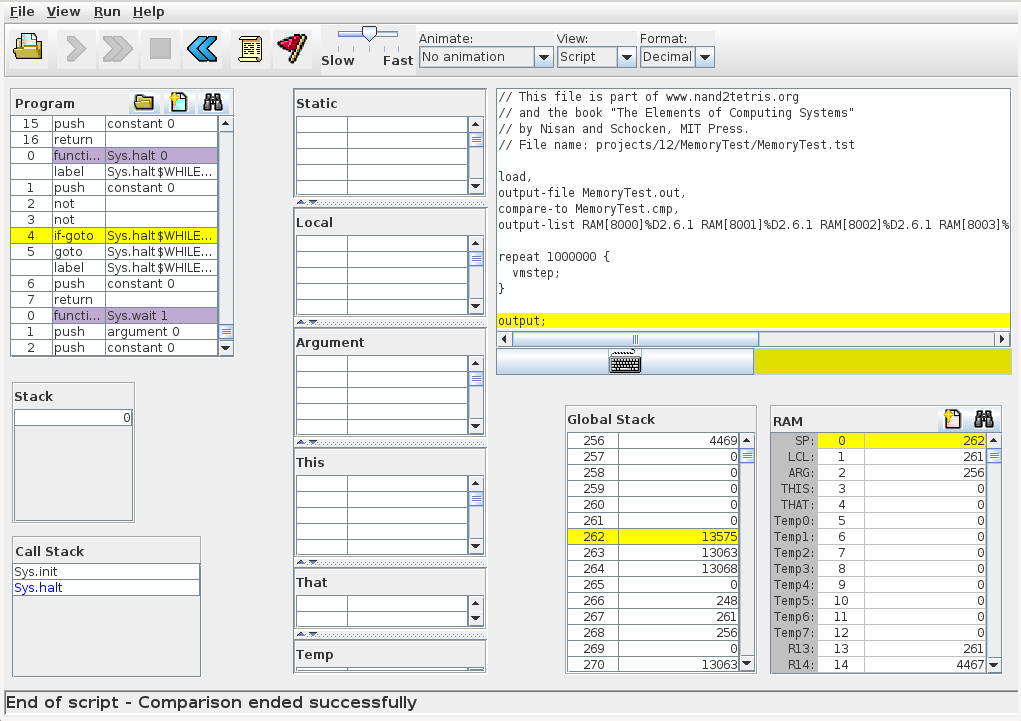 File View Run Help
Slow Fast
Animate: View: Format:
No animation Script Decimal
Program
15 push constant 0
16 return
0 functi... Sys.halt 0
label Sys.halt$WHILE...
1 push constant 0
2 not
3 not
4 if-goto Sys.halt$WHILE...
5 goto Sys.halt$WHILE...
label Sys.halt$WHILE...
6 push constant 0
7 return
0 functi... Sys.wait 1
1 push argument 0
2 push constant 0
Stack
0
Call Stack
Sys.init
Sys.halt
Static
Local
Argument
This
That
Temp
// This file is part of www.nand2tetris.org
// and the book "The Elements of Computing Systems"
// by Nisan and Schocken, MIT Press.
// File name: projects/12/MemoryTest/MemoryTest.tst
load,
output-file MemoryTest.out,
compare-to MemoryTest.cmp,
output-list RAM[8000]%D2.6.1 RAM[8001]%D2.6.1 RAM[8002]%D2.6.1 RAM[8003]%
repeat 1000000 {
vmstep;
}
output;
Global Stack
256 4469
257 0
258 0
259 0
260 0
261 0
262 13575
263 13063
264 13068
265 0
266 248
267 261
268 256
269 0
270 13063
RAM
SP: 0 262
LCL: 1 261
ARG: 2 256
THIS: 3 0
THAT: 4 0
Temp0: 5 0
Temp1: 6 0
Temp2: 7 0
Temp3: 8 0
Temp4: 9 0
Temp5: 10 0
Temp6: 11 0
Temp7: 12 0
R13: 13 261
R14: 14 4467
End of script - Comparison ended successfully